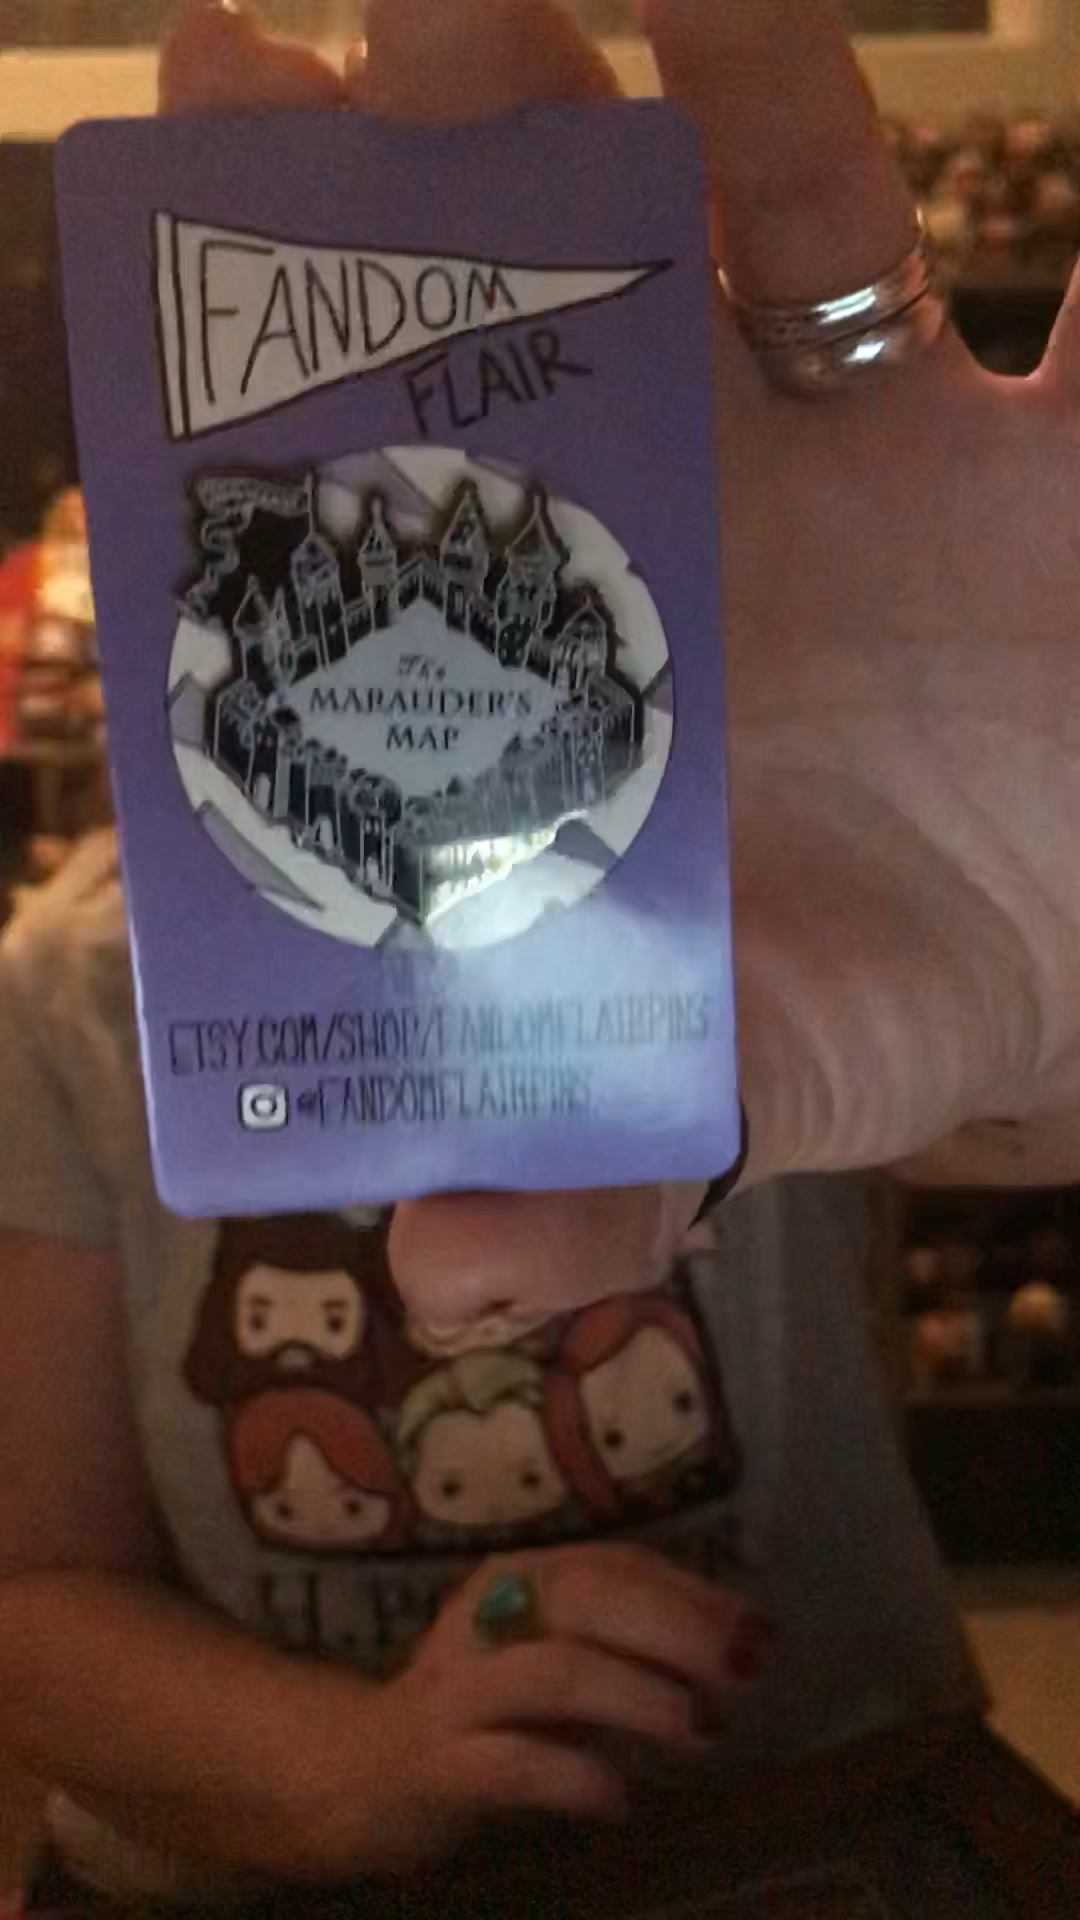 FANDOM
FLAIR
The
MARAUDER'S
MAP
ETSY.COM/SHOP/FANDOMFLAIRPINS
@FANDOMFLAIRPINS